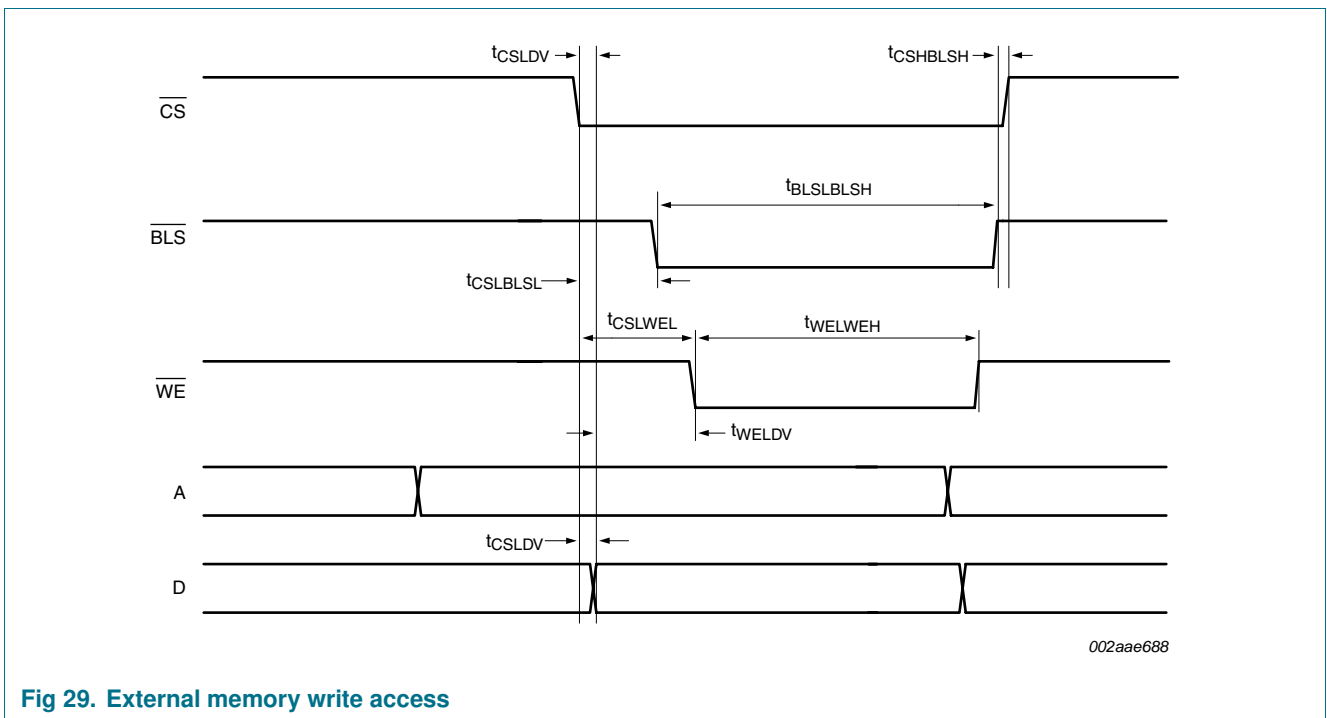 tCSLDV
tCSHBLSH
CS
tBLSLBLSH
BLS
tCSLBLSL
tCSLWEL
tWELWEH
WE
tWELDV
A
tCSLDV
D
002aae688
Fig 29. External memory write access